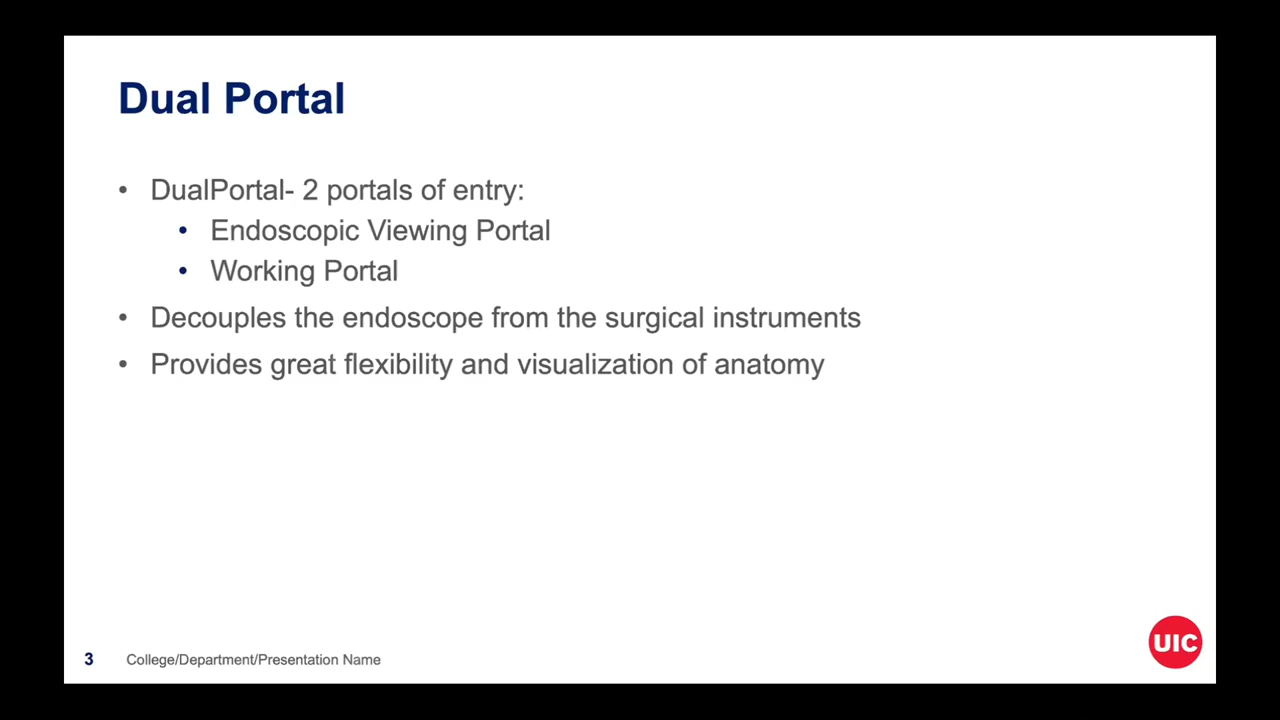 Dual Portal
• DualPortal- 2 portals of entry:
• Endoscopic Viewing Portal
• Working Portal
• Decouples the endoscope from the surgical instruments
• Provides great flexibility and visualization of anatomy
3 College/Department/Presentation Name
UIC